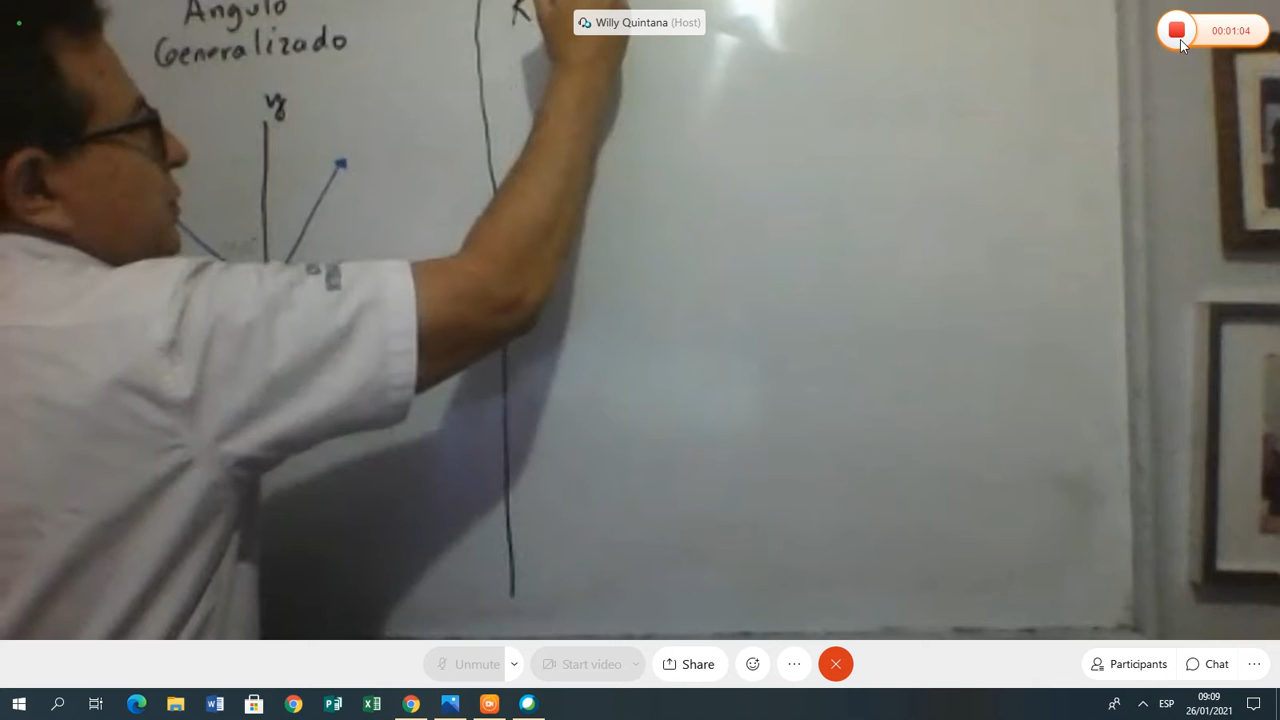 Angulo
Generalizado
y
R
Willy Quintana (Host)
00:01:04
Unmute
Start video
Share
Participants
Chat
ESP
09:09
26/01/2021